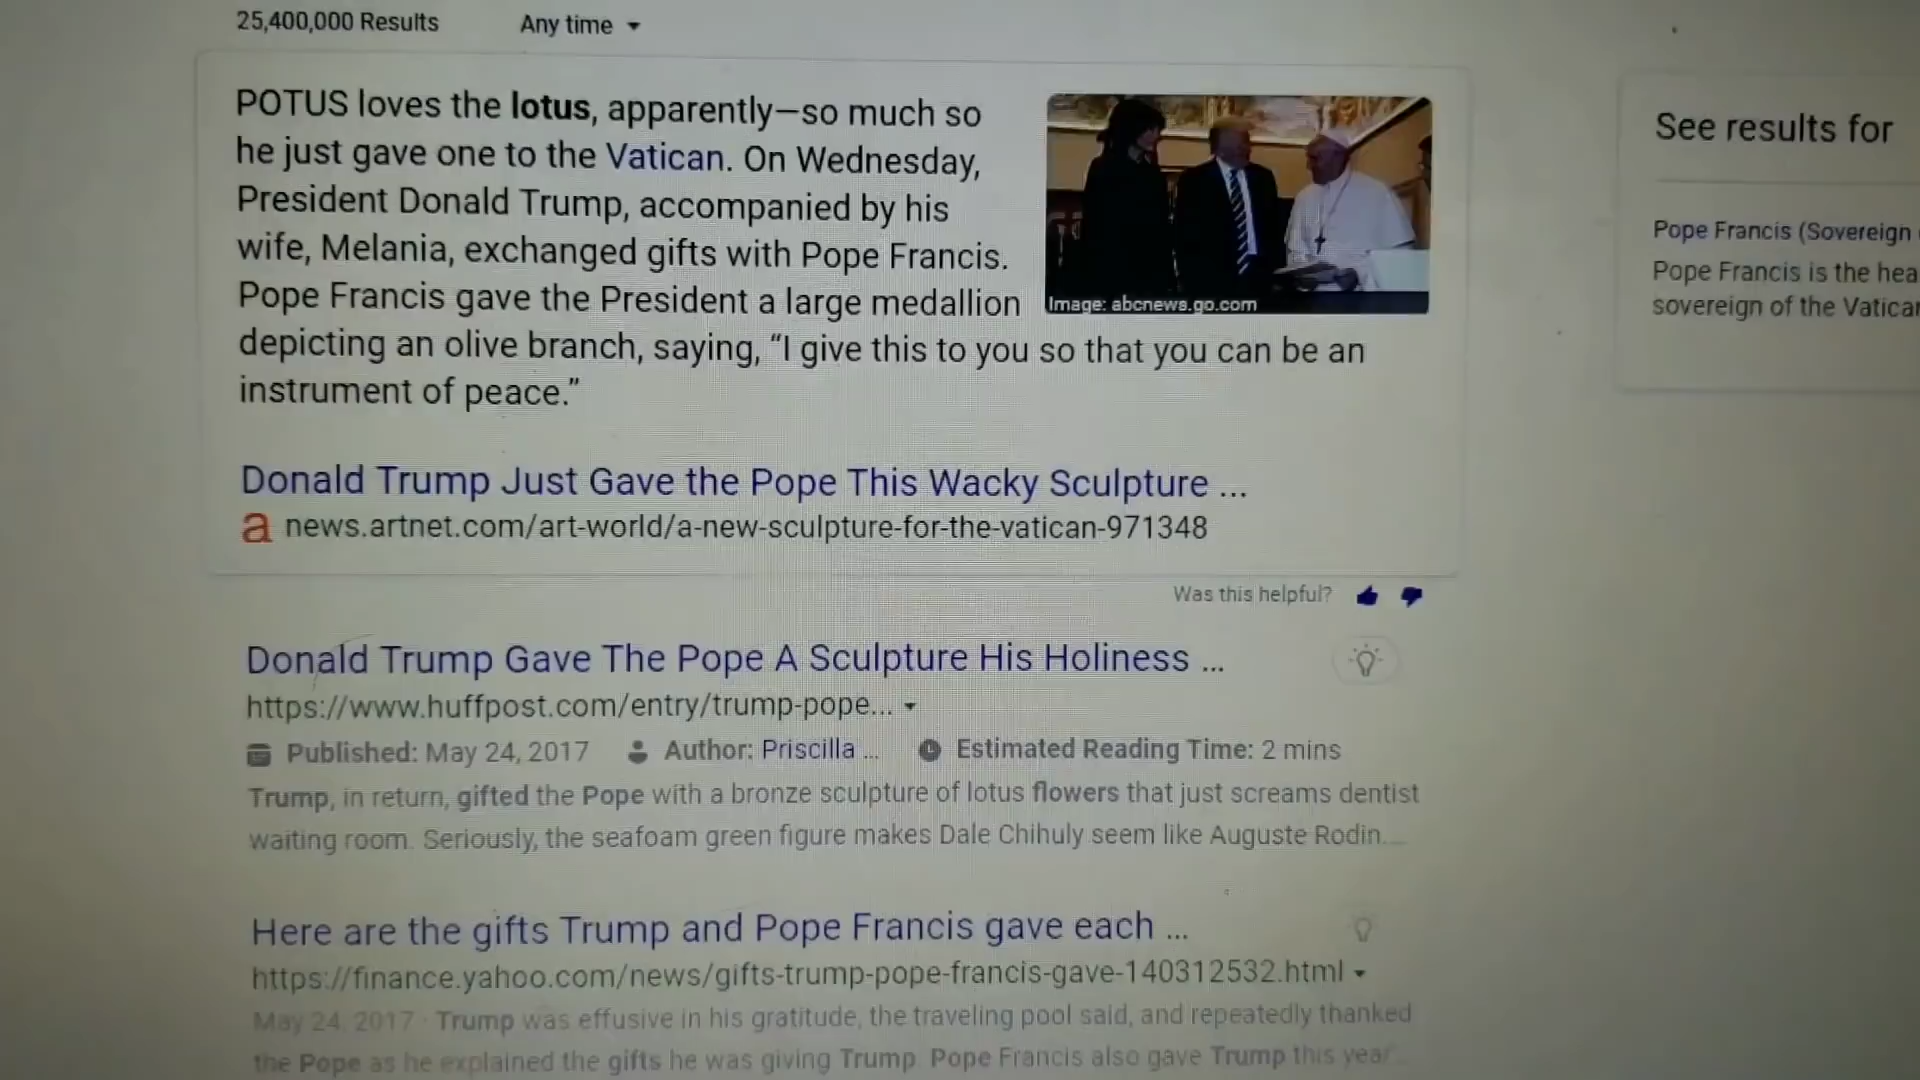 25,400,000 Results
Any time
POTUS loves the lotus, apparently—so much so
he just gave one to the Vatican. On Wednesday,
President Donald Trump, accompanied by his
wife, Melania, exchanged gifts with Pope Francis.
Pope Francis gave the President a large medallion
depicting an olive branch, saying, “I give this to you so that you can be an
instrument of peace.”
Image: abcnews.go.com
Donald Trump Just Gave the Pope This Wacky Sculpture ...
a news.artnet.com/art-world/a-new-sculpture-for-the-vatican-971348
Was this helpful?
Donald Trump Gave The Pope A Sculpture His Holiness ...
https://www.huffpost.com/entry/trump-pope...
Published: May 24, 2017 Author: Priscilla ... Estimated Reading Time: 2 mins
Trump, in return, gifted the Pope with a bronze sculpture of lotus flowers that just screams dentist
waiting room. Seriously, the seafoam green figure makes Dale Chihuly seem like Auguste Rodin....
Here are the gifts Trump and Pope Francis gave each ...
https://finance.yahoo.com/news/gifts-trump-pope-francis-gave-140312532.html
May 24, 2017 · Trump was effusive in his gratitude, the traveling pool said, and repeatedly thanked
the Pope as he explained the gifts he was giving Trump. Pope Francis also gave Trump this year
See results for
Pope Francis (Sovereign
Pope Francis is the hea
sovereign of the Vatican